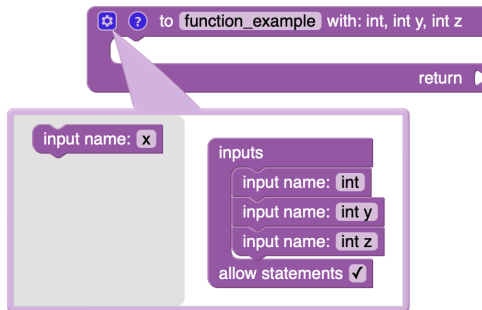 ? to function_example with: int, int y, int z
return
input name: x
inputs
input name: int
input name: int y
input name: int z
allow statements ✓